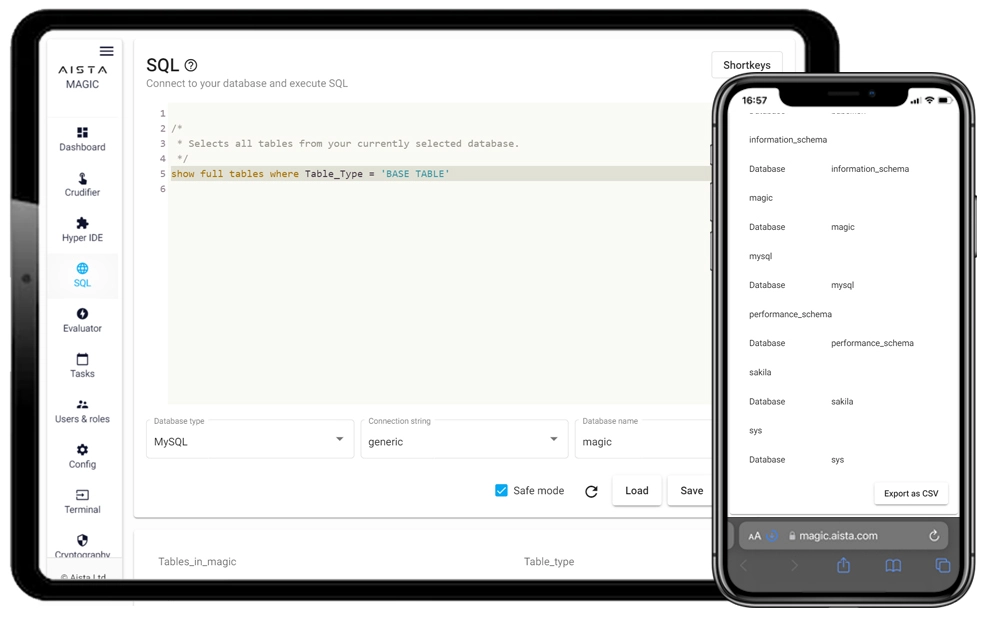 AISTA
MAGIC
Dashboard
Crudifier
Hyper IDE
SQL
Evaluator
Tasks
Users & roles
Config
Terminal
Cryptography
© Aista Ltd
SQL
Connect to your database and execute SQL
Shortkeys
1
2 /*
3 * Selects all tables from your currently selected database.
4 */
5 show full tables where Table_Type = 'BASE TABLE'
6
Database type
MySQL
Connection string
generic
Database name
magic
Safe mode
Load
Save
Tables_in_magic
Table_type
16:57
Database
information_schema
Database information_schema
magic
Database magic
mysql
Database mysql
performance_schema
Database performance_schema
sakila
Database sakila
sys
Database sys
Export as CSV
AA
magic.aista.com